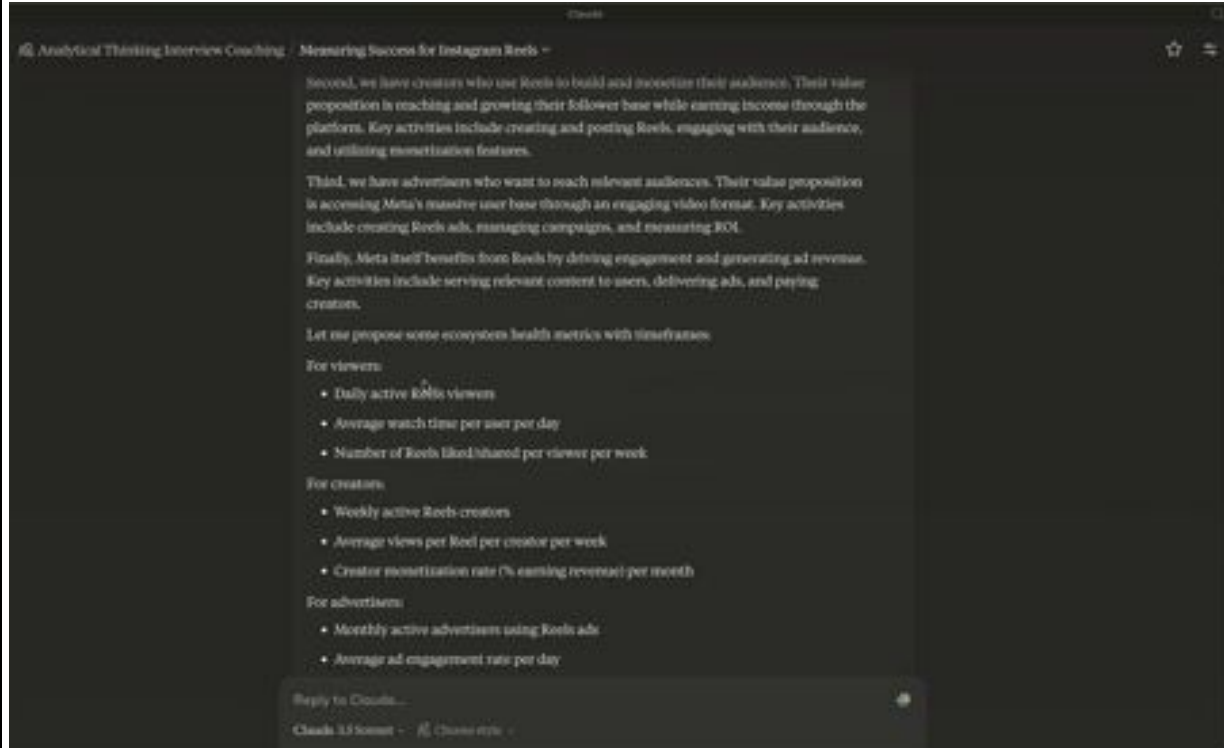 Claude
Analytical Thinking Interview Coaching / Measuring Success for Instagram Reels
Second, we have creators who use Reels to build and monetize their audience. Their value
proposition is reaching and growing their follower base while earning income through the
platform. Key activities include creating and posting Reels, engaging with their audience,
and utilizing monetization features.
Third, we have advertisers who want to reach relevant audiences. Their value proposition
is accessing Meta's massive user base through an engaging video format. Key activities
include creating Reels ads, managing campaigns, and measuring ROI.
Finally, Meta itself benefits from Reels by driving engagement and generating ad revenue.
Key activities include serving relevant content to users, delivering ads, and paying
creators.
Let me propose some ecosystem health metrics with timeframes:
For viewers:
• Daily active Reels viewers
• Average watch time per user per day
• Number of Reels liked/shared per viewer per week
For creators:
• Weekly active Reels creators
• Average views per Reel per creator per week
• Creator monetization rate (% earning revenue) per month
For advertisers:
• Monthly active advertisers using Reels ads
• Average ad engagement rate per day
Reply to Claude...
Claude 3.5 Sonnet Choose style